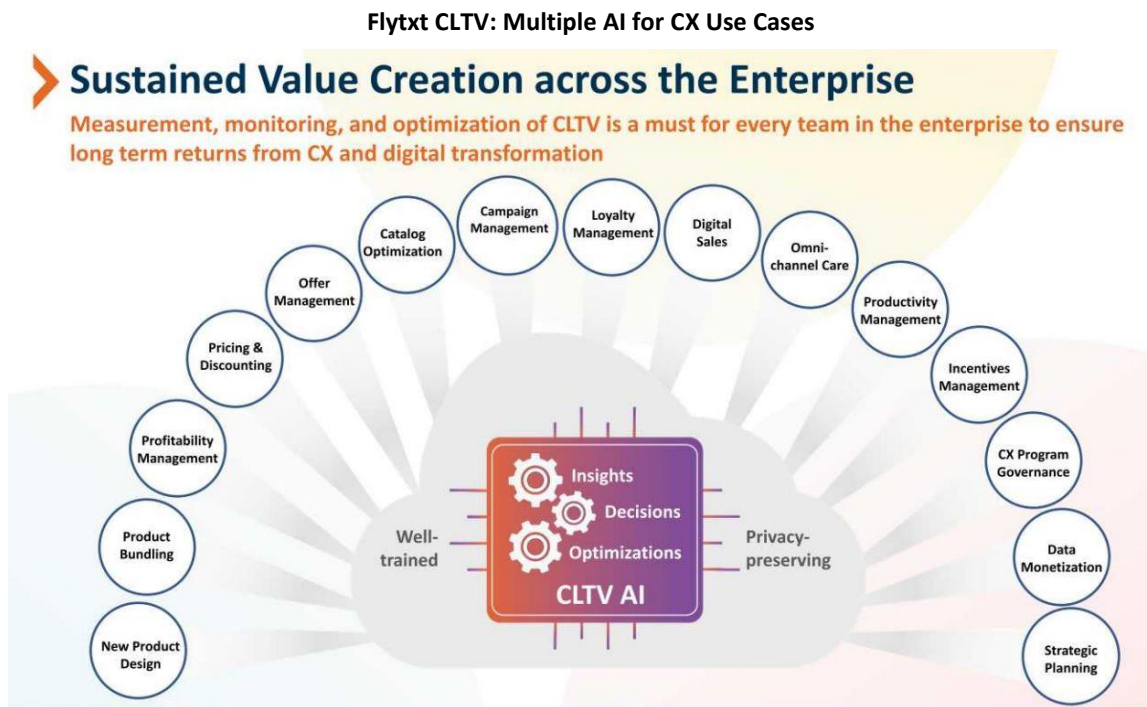 Flytxt CLTV: Multiple AI for CX Use Cases
Sustained Value Creation across the Enterprise
Measurement, monitoring, and optimization of CLTV is a must for every team in the enterprise to ensure
long term returns from CX and digital transformation
New Product
Design
Product
Bundling
Profitability
Management
Pricing &
Discounting
Offer
Management
Catalog
Optimization
Campaign
Management
Loyalty
Management
Digital
Sales
Omni-
channel Care
Productivity
Management
Incentives
Management
CX Program
Governance
Data
Monetization
Strategic
Planning
Well-
trained
Insights
Decisions
Optimizations
CLTV AI
Privacy-
preserving